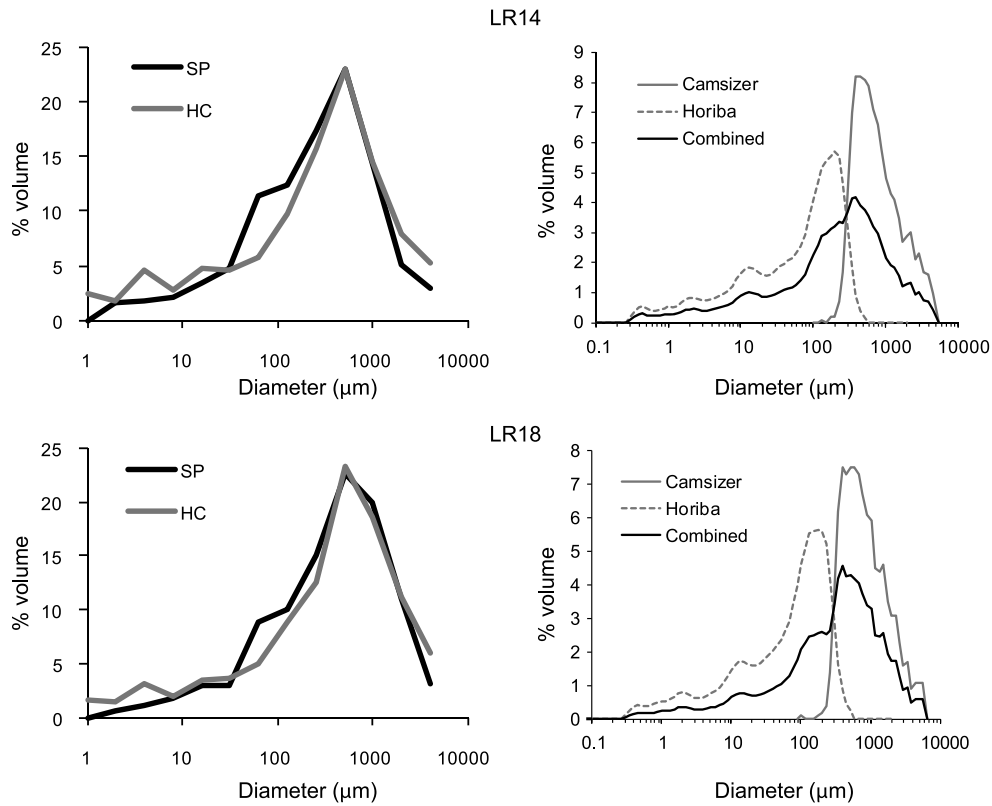 LR14
25
20
15
10
5
0
% volume
SP
HC
1 10 100 1000 10000
Diameter (µm)
9
8
7
6
5
4
3
2
1
0
% volume
Camsizer
Horiba
Combined
0.1 1 10 100 1000 10000
Diameter (µm)
LR18
25
20
15
10
5
0
% volume
SP
HC
1 10 100 1000 10000
Diameter (µm)
8
7
6
5
4
3
2
1
0
% volume
Camsizer
Horiba
Combined
0.1 1 10 100 1000 10000
Diameter (µm)